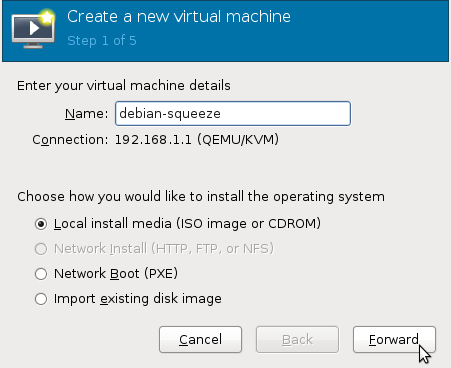 Create a new virtual machine
Step 1 of 5
Enter your virtual machine details
Name: debian-squeeze
Connection: 192.168.1.1 (QEMU/KVM)
Choose how you would like to install the operating system
Local install media (ISO image or CDROM)
Network Install (HTTP, FTP, or NFS)
Network Boot (PXE)
Import existing disk image
Cancel Back Forward